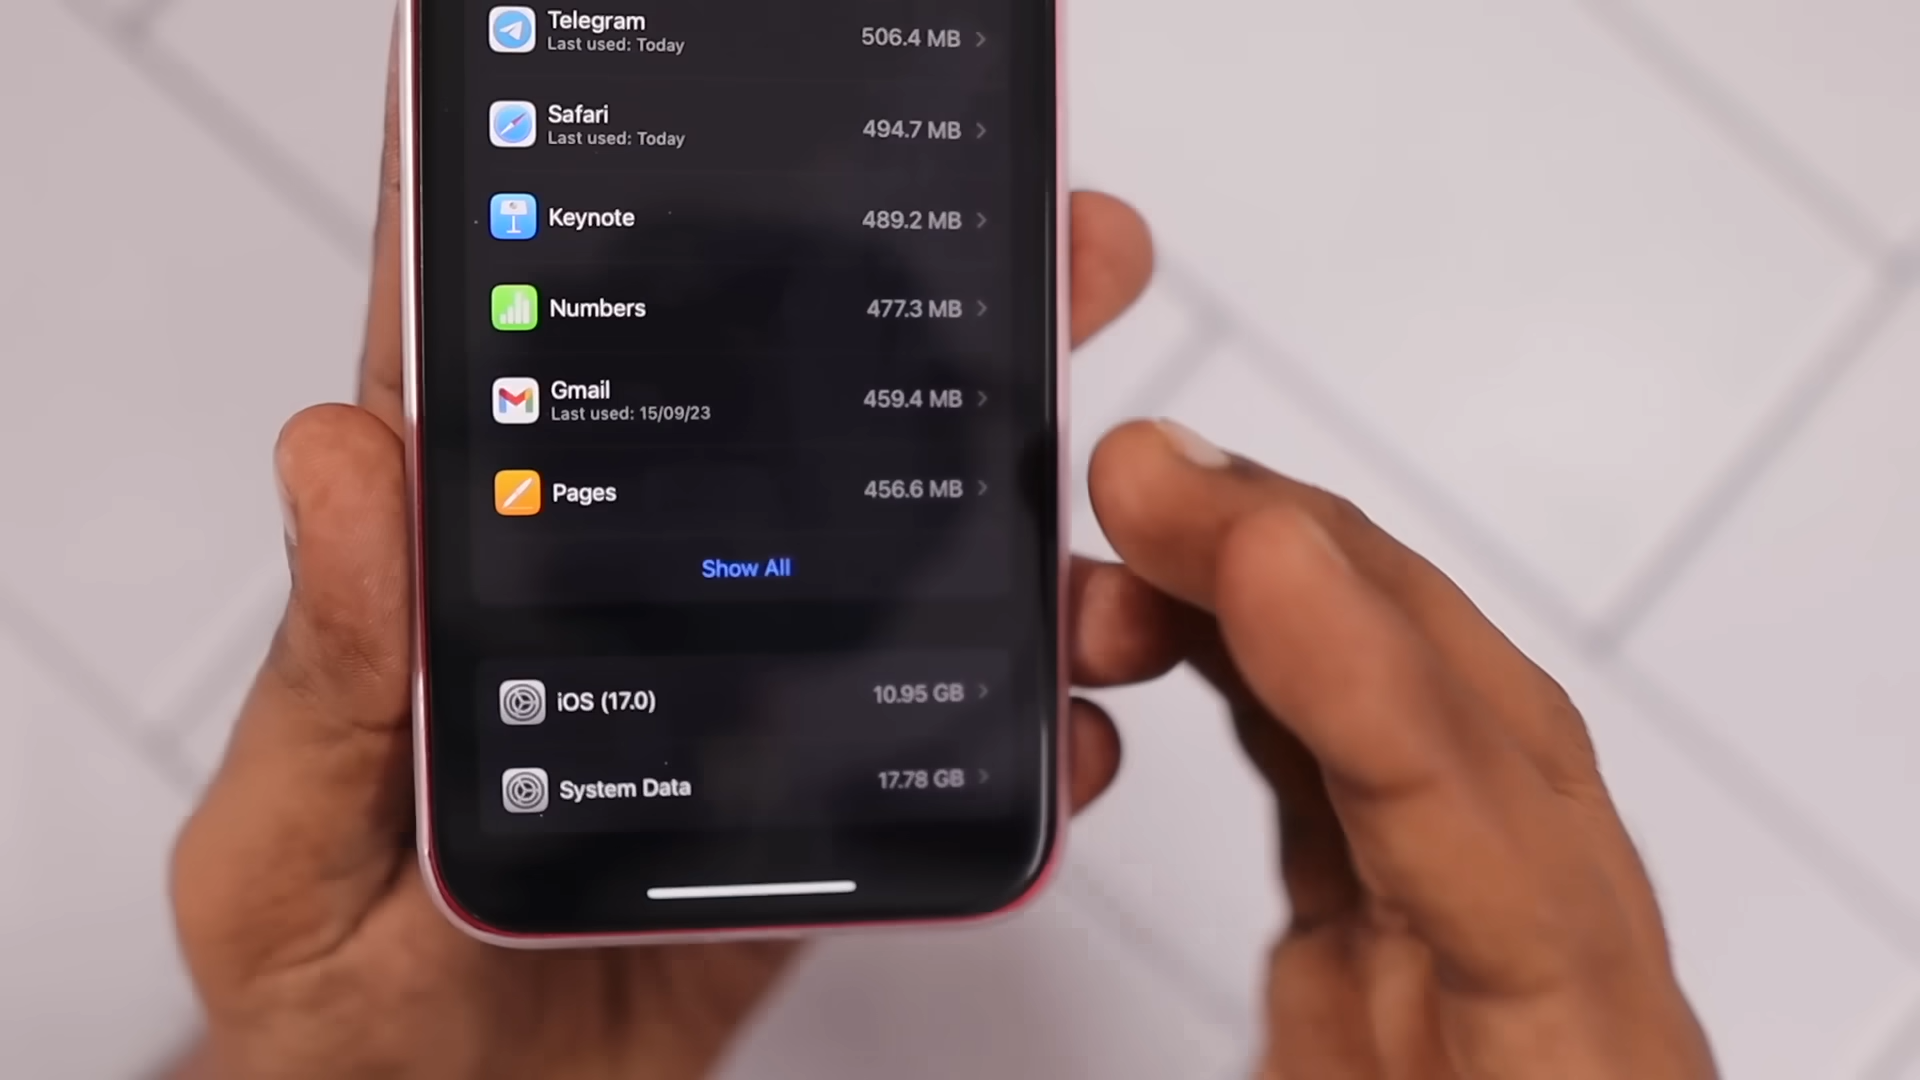 Telegram
Last used: Today
506.4 MB
Safari
Last used: Today
494.7 MB
Keynote
489.2 MB
Numbers
477.3 MB
Gmail
Last used: 15/09/23
459.4 MB
Pages
456.6 MB
Show All
iOS (17.0)
10.95 GB
System Data
17.78 GB